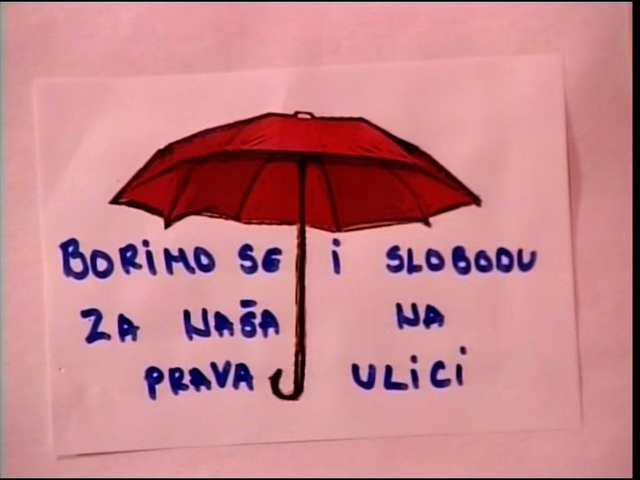 BORiMO SE
ZA NAŠA
PRAVA
i SLOBODU
NA
ULiCi